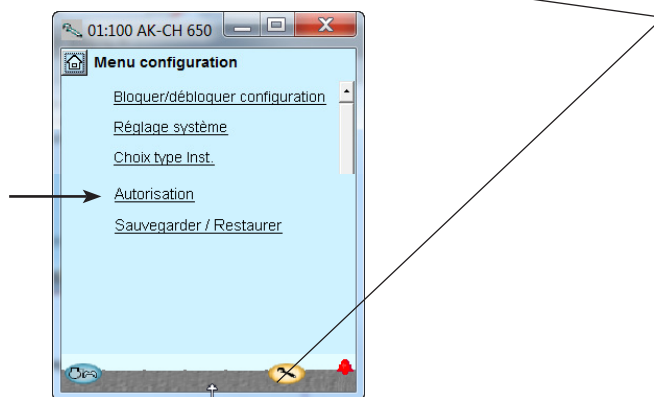 01:100 AK-CH 650
Menu configuration
Bloquer/débloquer configuration
Réglage système
Choix type Inst.
Autorisation
Sauvegarder / Restaurer